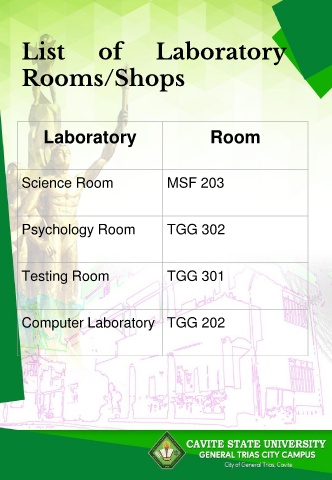 List of Laboratory
Rooms/Shops
Laboratory Room
Science Room MSF 203
Psychology Room TGG 302
Testing Room TGG 301
Computer Laboratory TGG 202
CAVITE STATE UNIVERSITY
GENERAL TRIAS CITY CAMPUS
City of General Trias, Cavite